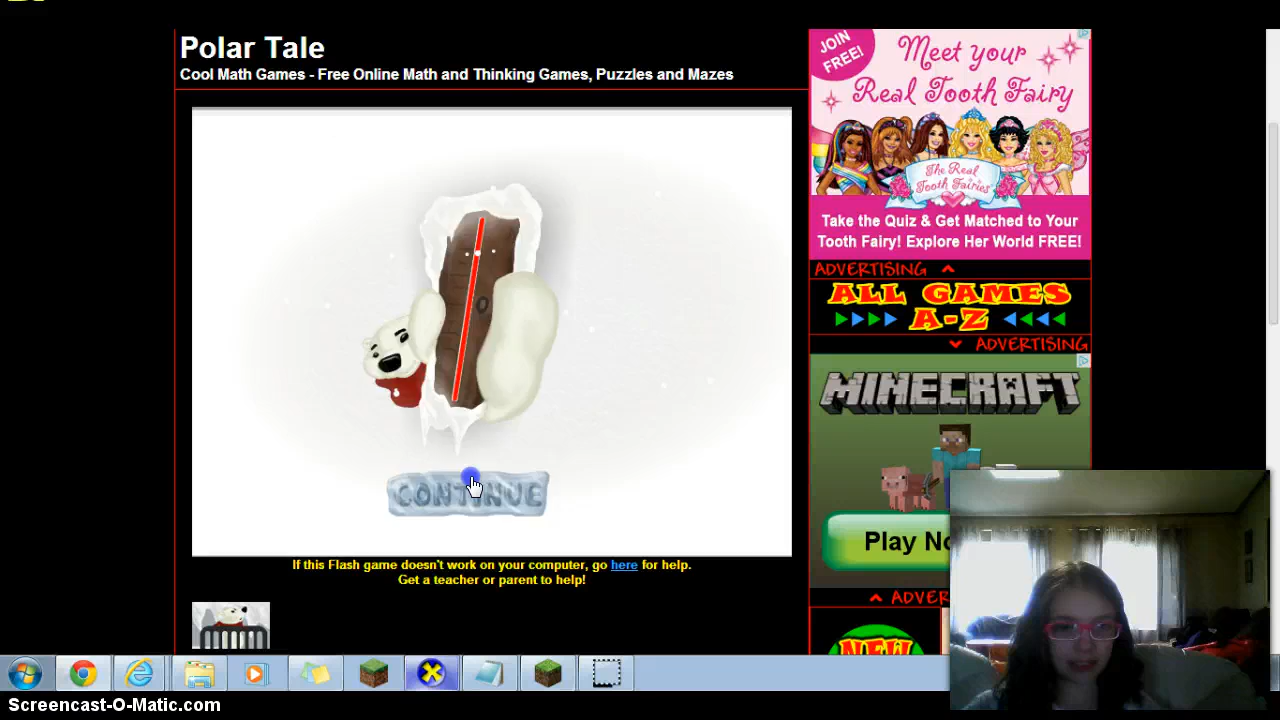 Polar Tale
Cool Math Games - Free Online Math and Thinking Games, Puzzles and Mazes
CONTINUE
If this Flash game doesn't work on your computer, go here for help.
Get a teacher or parent to help!
JOIN
FREE!
Meet your
Real Tooth Fairy
The Real
Tooth Fairies
Take the Quiz & Get Matched to Your
Tooth Fairy! Explore Her World FREE!
ADVERTISING
ALL GAMES
A-Z
ADVERTISING
MINECRAFT
Play No
ADVER
NEW
Screencast-O-Matic.com